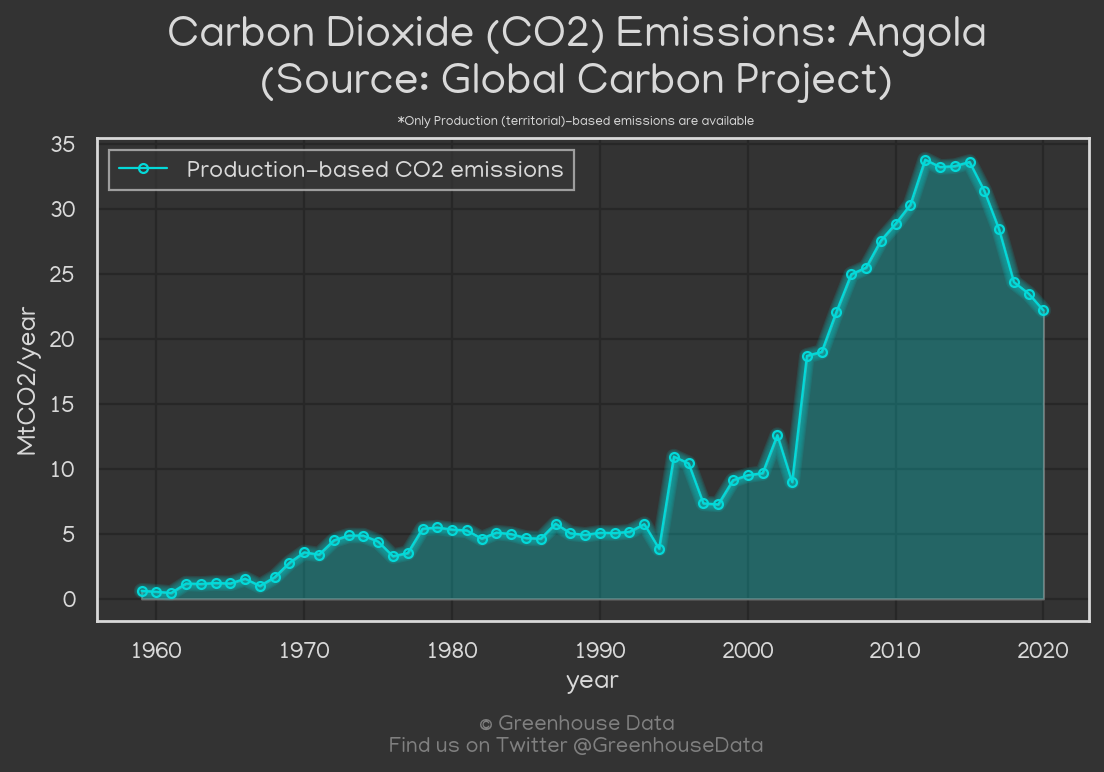 Carbon Dioxide (CO2) Emissions: Angola
(Source: Global Carbon Project)
*Only Production (territorial)-based emissions are available
Production-based CO2 emissions
MtCO2/year
35
30
25
20
15
10
5
0
1960 1970 1980 1990 2000 2010 2020
year
© Greenhouse Data
Find us on Twitter @GreenhouseData